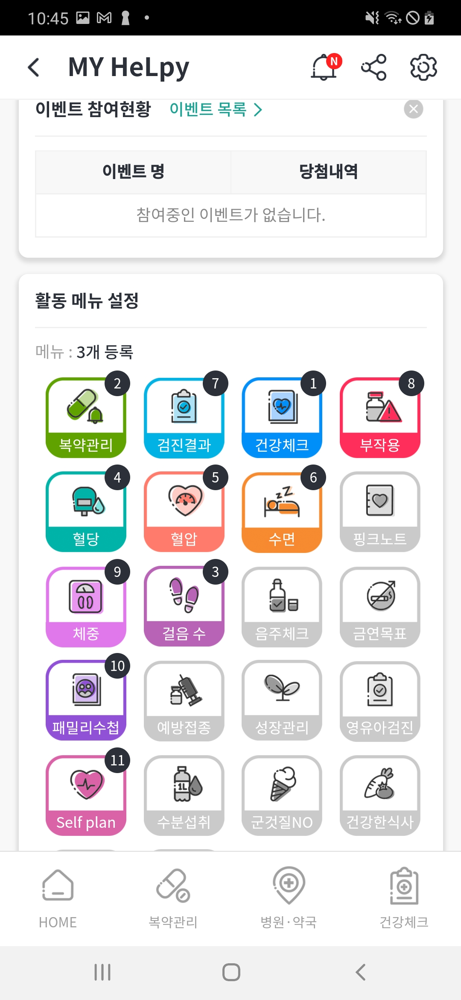 10:45
MY HeLpy
N
이벤트 참여현황 이벤트 목록
이벤트 명 당첨내역
참여중인 이벤트가 없습니다.
활동 메뉴 설정
메뉴 : 3개 등록
2 7 1 8
복약관리 검진결과 건강체크 부작용
4 5 6
혈당 혈압 수면 핑크노트
9 3
체중 걸음 수 음주체크 금연목표
10
패밀리수첩 예방접종 성장관리 영유아검진
11
1L
Self plan 수분섭취 군것질NO 건강한식사
HOME 복약관리 병원·약국 건강체크